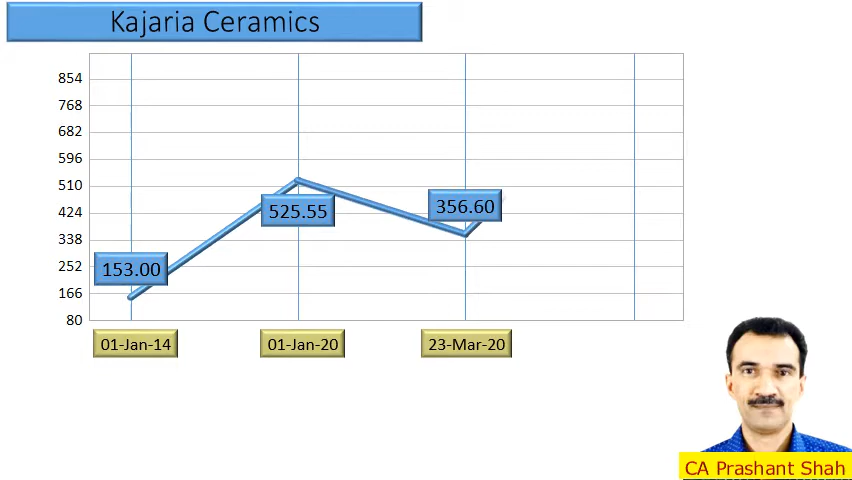 Kajaria Ceramics
854
768
682
596
510
424
338
252
166
80
153.00
525.55
356.60
01-Jan-14
01-Jan-20
23-Mar-20
CA Prashant Shah